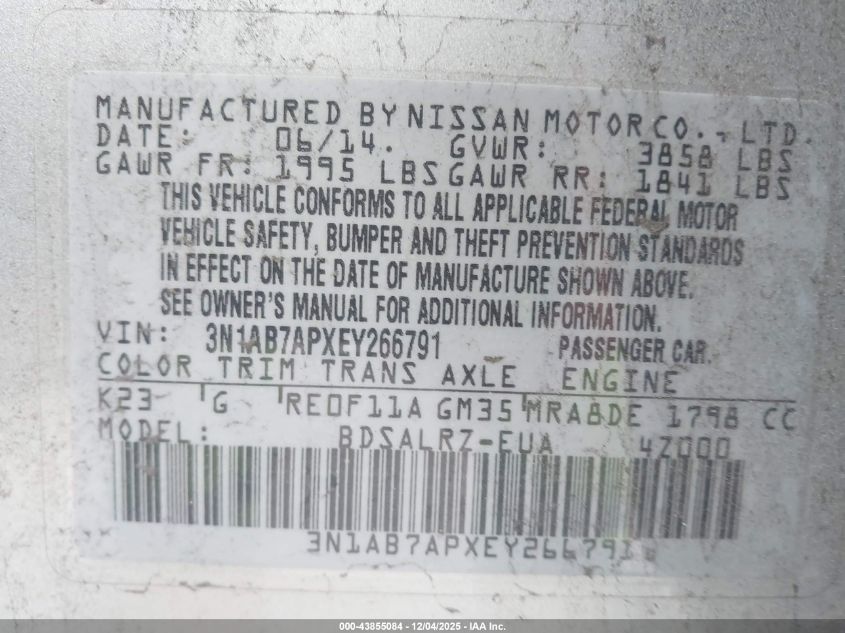 MANUFACTURED BY NISSAN MOTOR CO., LTD.
DATE: 06/14. GVWR: 3858 LBS
GAWR FR: 1995 LBS GAWR RR: 1841 LBS
THIS VEHICLE CONFORMS TO ALL APPLICABLE FEDERAL MOTOR
VEHICLE SAFETY, BUMPER AND THEFT PREVENTION STANDARDS
IN EFFECT ON THE DATE OF MANUFACTURE SHOWN ABOVE.
SEE OWNER'S MANUAL FOR ADDITIONAL INFORMATION.
VIN: 3N1AB7APXEY266791 PASSENGER CAR.
COLOR TRIM TRANS AXLE ENGINE
K23 G RE0F11A GM35 MRA8DE 1798 CC
MODEL: BDSALRZ-EUA 4Z000
3N1AB7APXEY266791
000-43855084 - 12/04/2025 - IAA Inc.